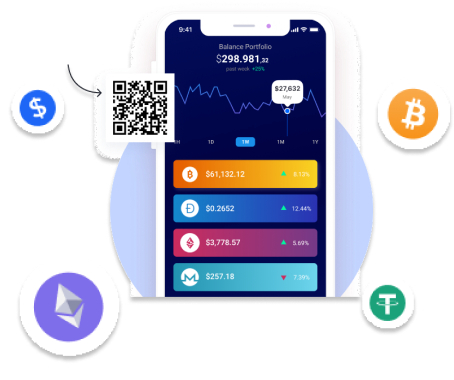 9:41
Balance Portfolio
$298.981,32
past week +25%
$27,632
May
1D
1W
1M
1Y
$61,132.12
6.13%
$0.2652
12.44%
$3,778.57
5.69%
$257.18
7.39%